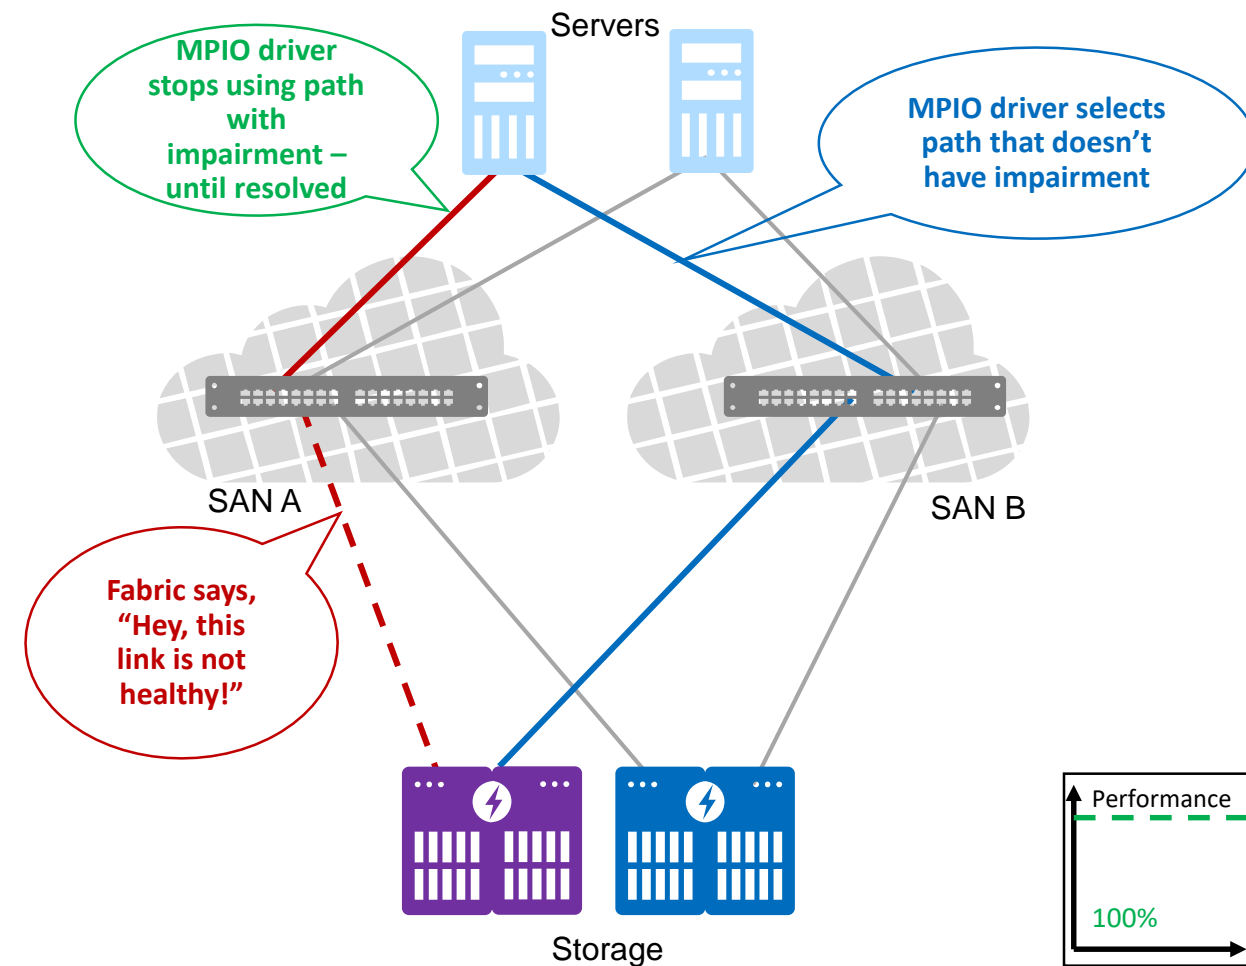 Servers
MPIO driver
stops using path
with
impairment –
until resolved
MPIO driver selects
path that doesn’t
have impairment
SAN A
SAN B
Fabric says,
“Hey, this
link is not
healthy!”
Performance
100%
Storage